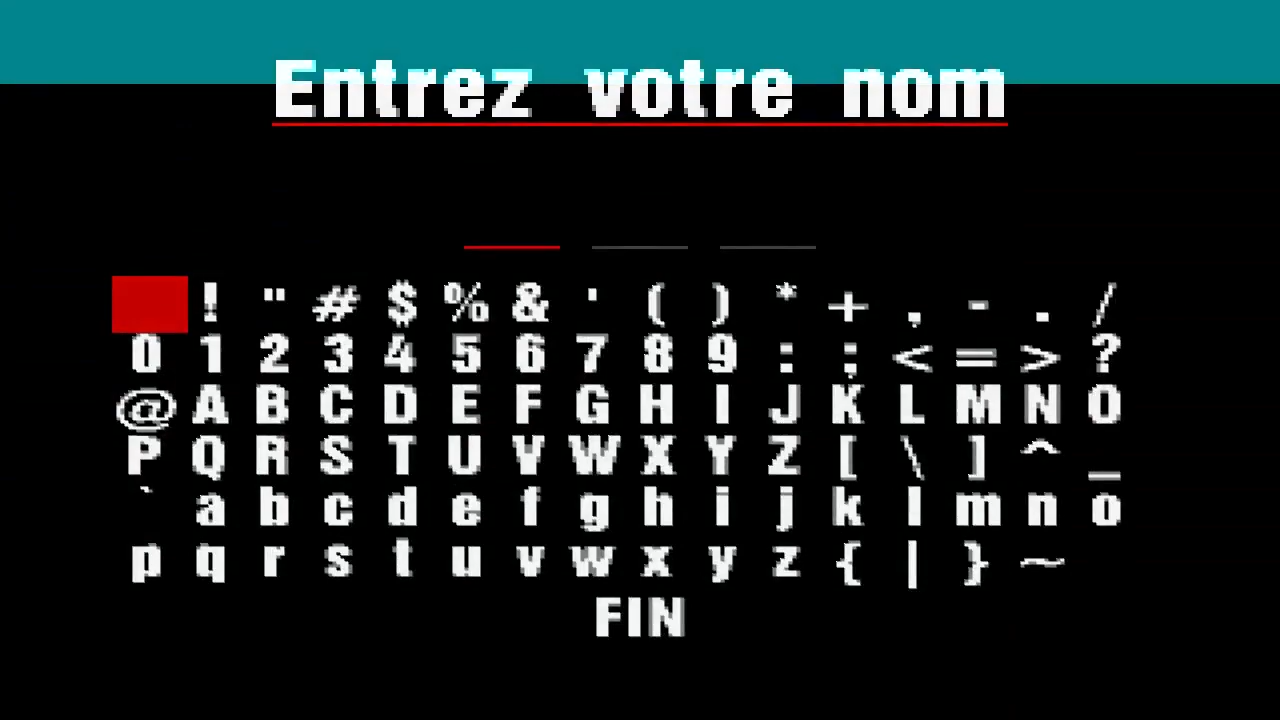 Entrez votre nom
! " # $ % & ' ( ) * + , - . /
0 1 2 3 4 5 6 7 8 9 : ; < = > ?
@ A B C D E F G H I J K L M N O
P Q R S T U V W X Y Z [ \ ] ^ _
` a b c d e f g h i j k l m n o
p q r s t u v w x y z { | } ~
FIN